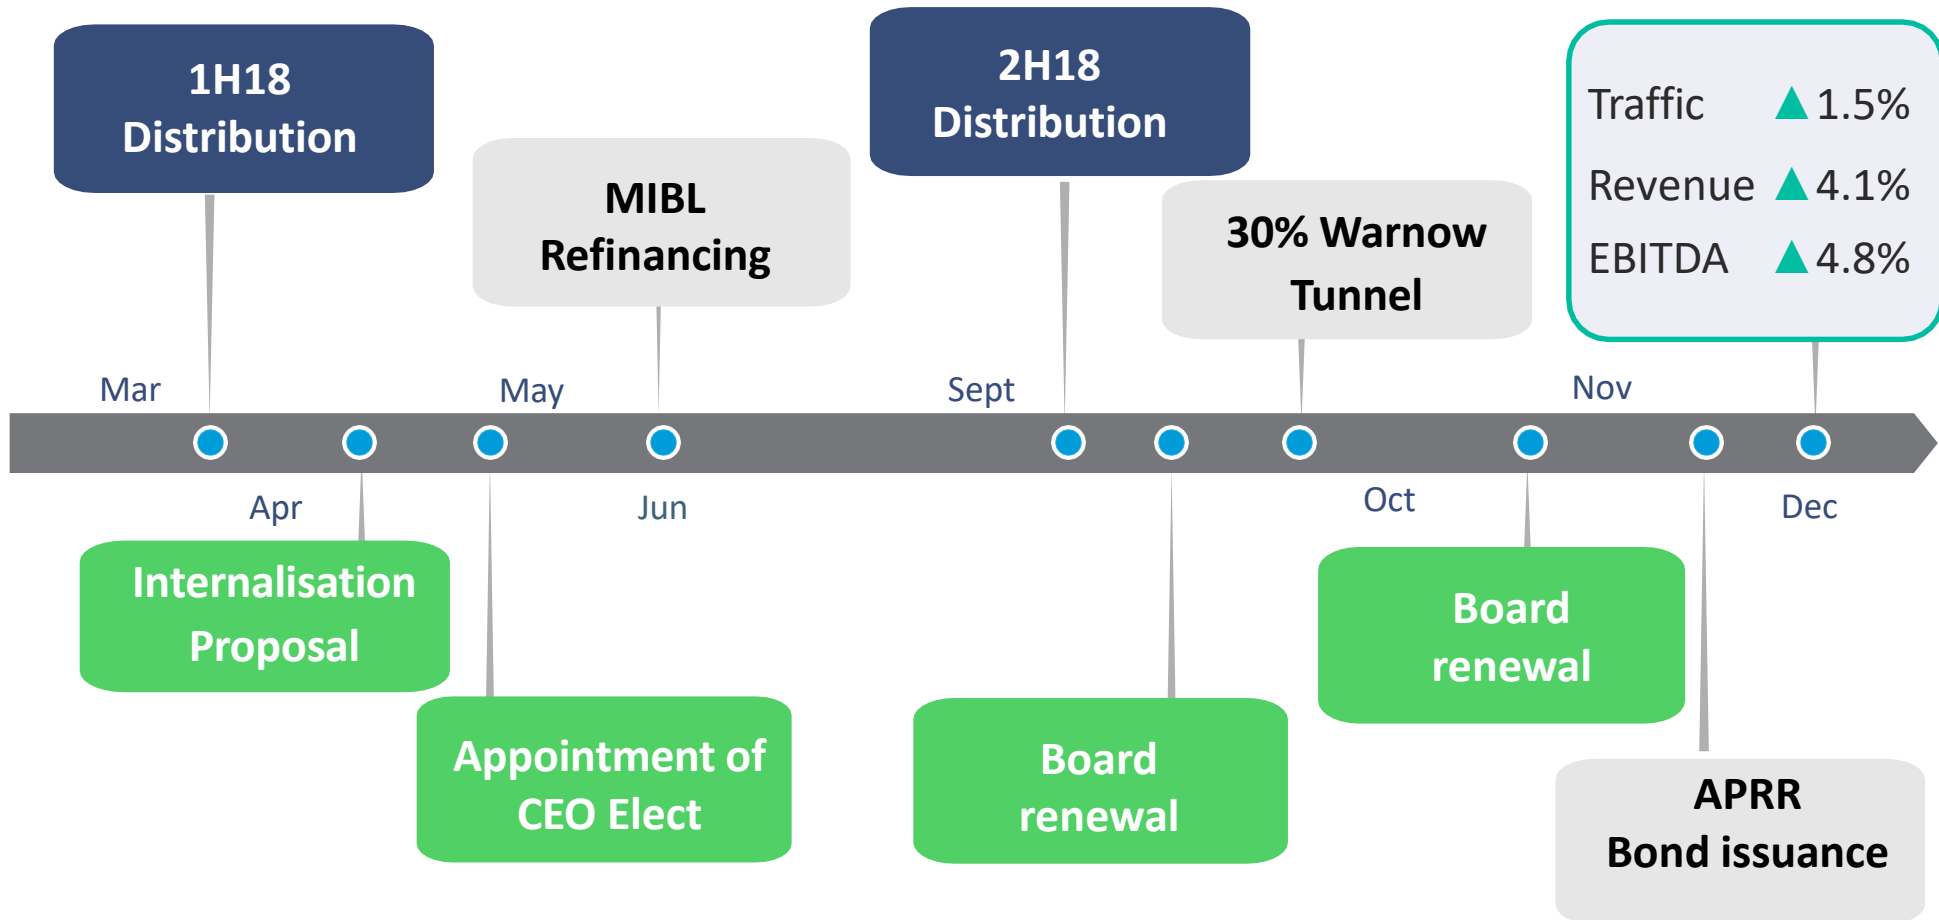 1H18
Distribution
2H18
Distribution
Traffic ▲ 1.5%
Revenue ▲ 4.1%
EBITDA ▲ 4.8%
MIBL
Refinancing
30% Warnow
Tunnel
Mar
May
Sept
Nov
Apr
Jun
Oct
Dec
Internalisation
Proposal
Board
renewal
Appointment of
CEO Elect
Board
renewal
APRR
Bond issuance